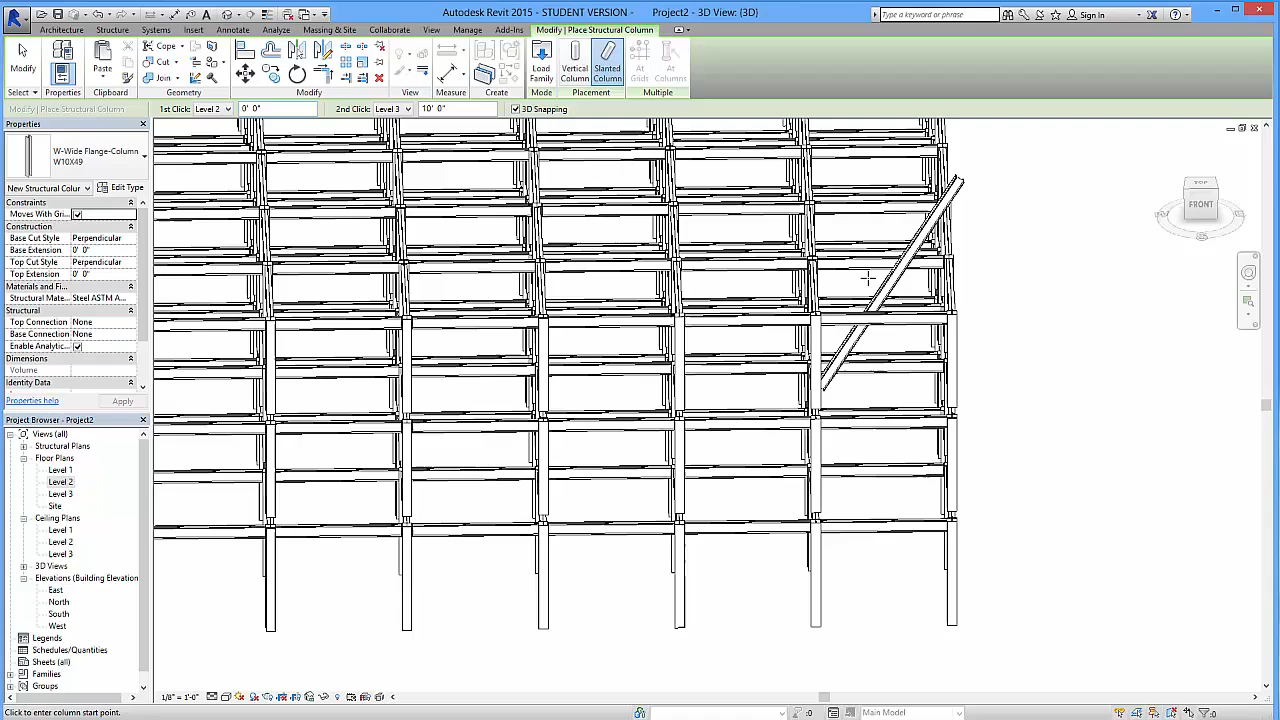 Autodesk Revit 2015 - STUDENT VERSION - Project2 - 3D View: {3D}
Type a keyword or phrase
Sign In
Architecture Structure Systems Insert Annotate Analyze Massing & Site Collaborate View Manage Add-Ins Modify | Place Structural Column
Modify
Properties
Paste
Cope
Cut
Join
Load Family
Vertical Column
Slanted Column
At Grids
At Columns
Select Properties Clipboard Geometry Modify View Measure Create Mode Placement Multiple
Modify | Place Structural Column
1st Click: Level 2 0' 0" 2nd Click: Level 3 10' 0" 3D Snapping
Properties
W-Wide Flange-Column
W10X49
New Structural Colur Edit Type
Constraints
Moves With Gri...
Construction
Base Cut Style Perpendicular
Base Extension 0' 0"
Top Cut Style Perpendicular
Top Extension 0' 0"
Materials and Fi...
Structural Mate... Steel ASTM A...
Structural
Top Connection None
Base Connection None
Enable Analytic...
Dimensions
Volume
Identity Data
Properties help Apply
Project Browser - Project2
Views (all)
Structural Plans
Floor Plans
Level 1
Level 2
Level 3
Site
Ceiling Plans
Level 1
Level 2
Level 3
3D Views
Elevations (Building Elevation
East
North
South
West
Legends
Schedules/Quantities
Sheets (all)
Families
Groups
TOP
FRONT
1/8" = 1'-0"
Click to enter column start point.
:0
Main Model
:0